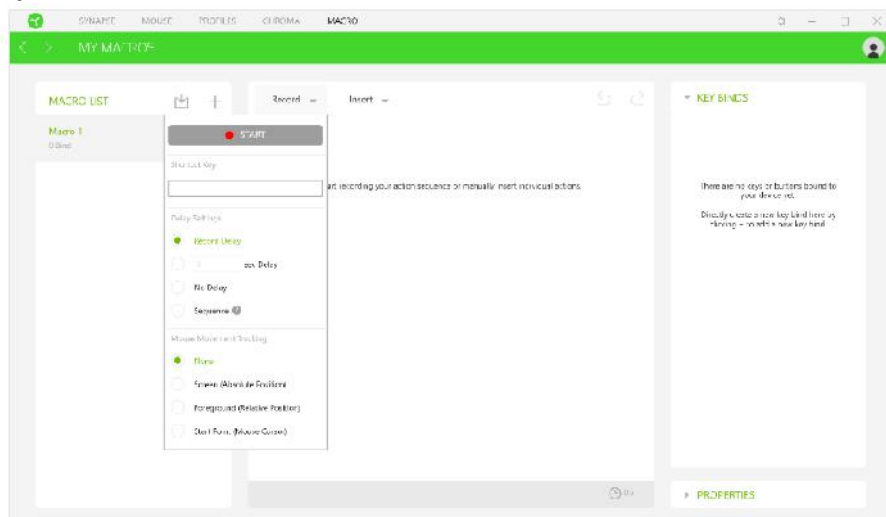 SYNAPSE MOUSE PROFILES CHROMA MACRO
MY MACROS
MACRO LIST
Record
Insert
KEY BINDS
Macro 1
0 Bind
START
Shortcut Key
art recording your action sequence or manually insert individual actions.
There are no keys or buttons bound to
your device yet.
Directly create a new key bind here by
clicking + to add a new key bind
Delay Settings
Record Delay
sec Delay
No Delay
Sequence
Mouse Movement Tracking
None
Screen (Absolute Position)
Foreground (Relative Position)
Start Point (Mouse Cursor)
PROPERTIES